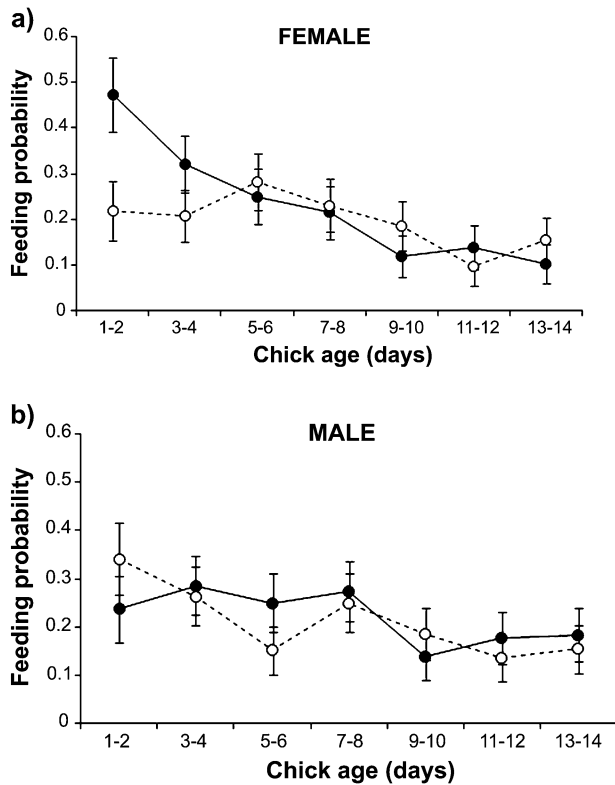 a)
FEMALE
Feeding probability
0.6
0.5
0.4
0.3
0.2
0.1
0
1-2 3-4 5-6 7-8 9-10 11-12 13-14
Chick age (days)
b)
MALE
Feeding probability
0.6
0.5
0.4
0.3
0.2
0.1
0
1-2 3-4 5-6 7-8 9-10 11-12 13-14
Chick age (days)